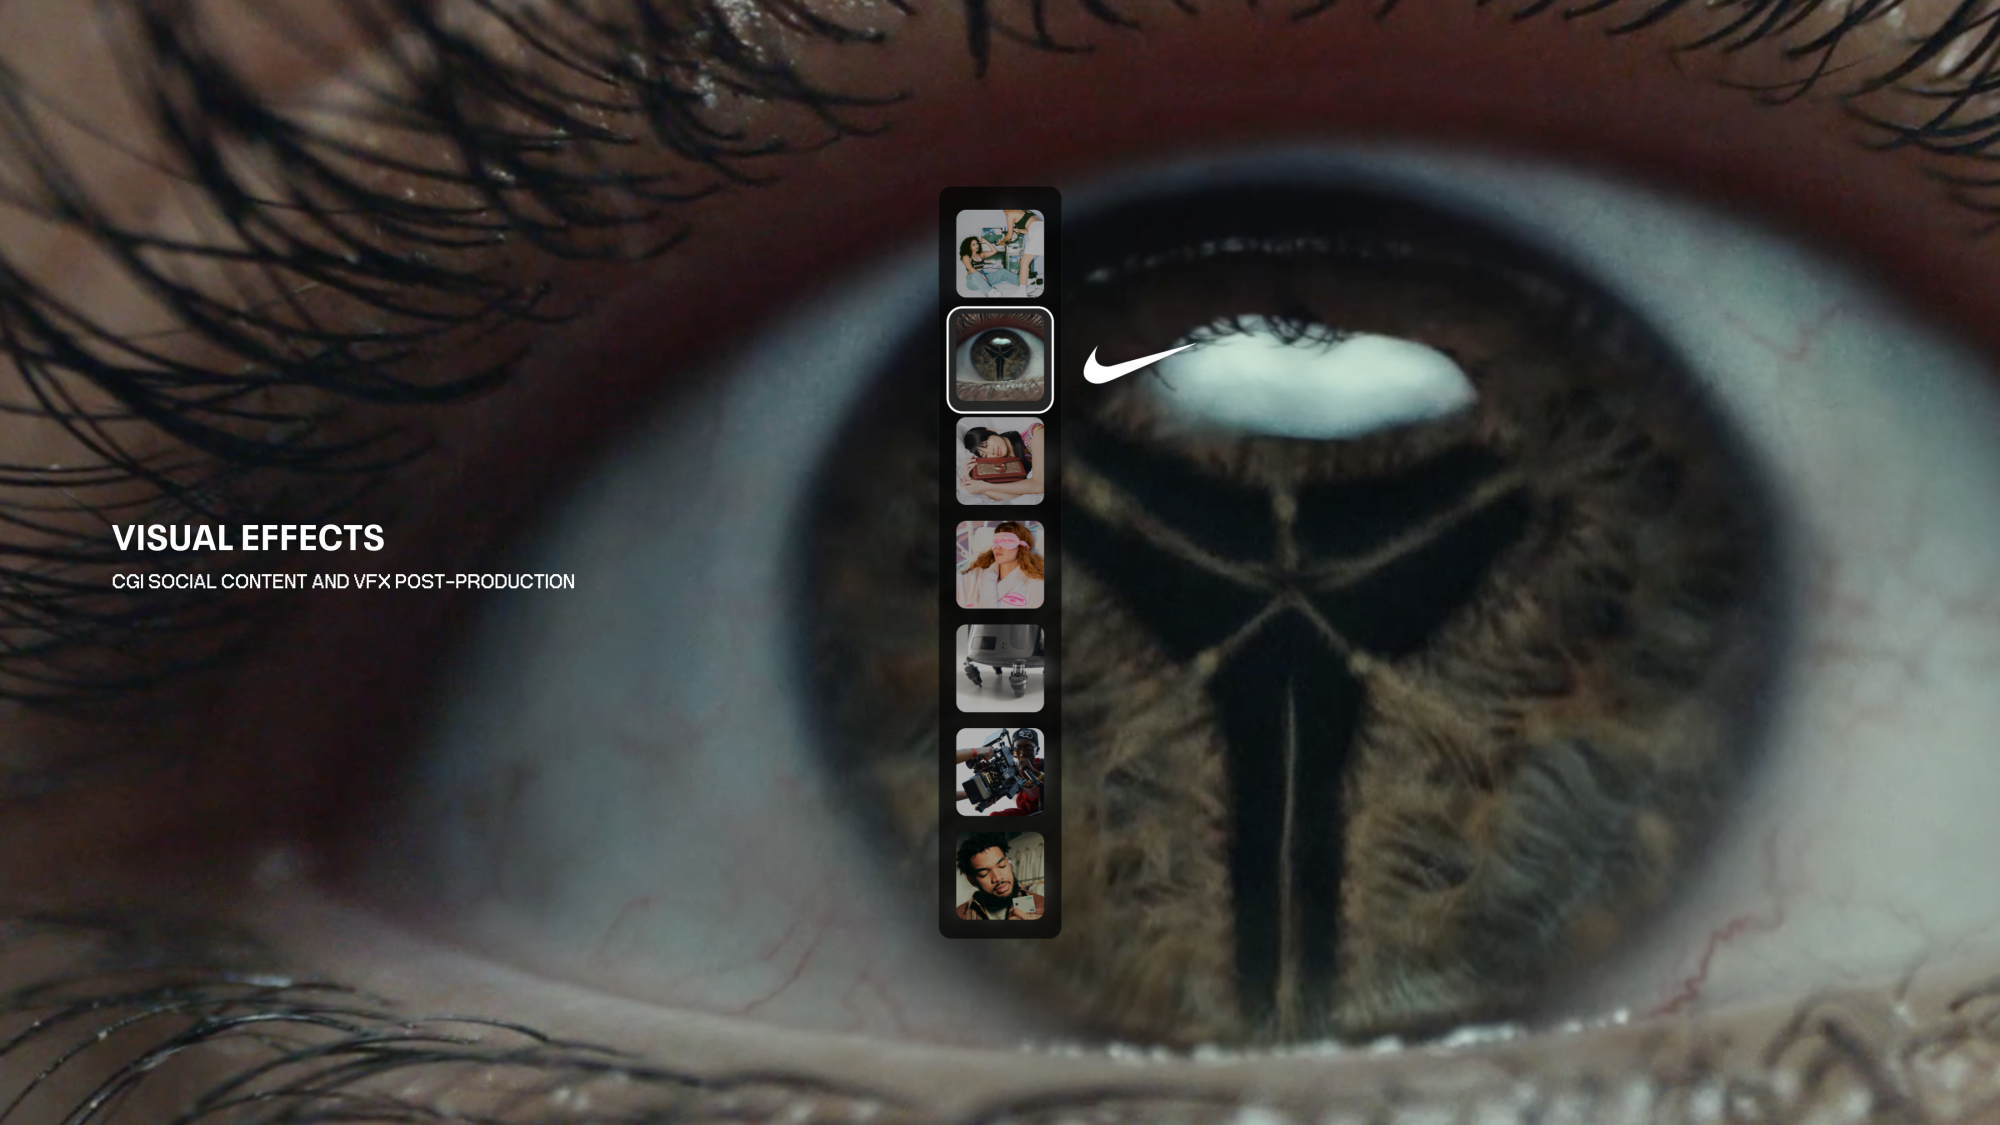 VISUAL EFFECTS
CGI SOCIAL CONTENT AND VFX POST-PRODUCTION